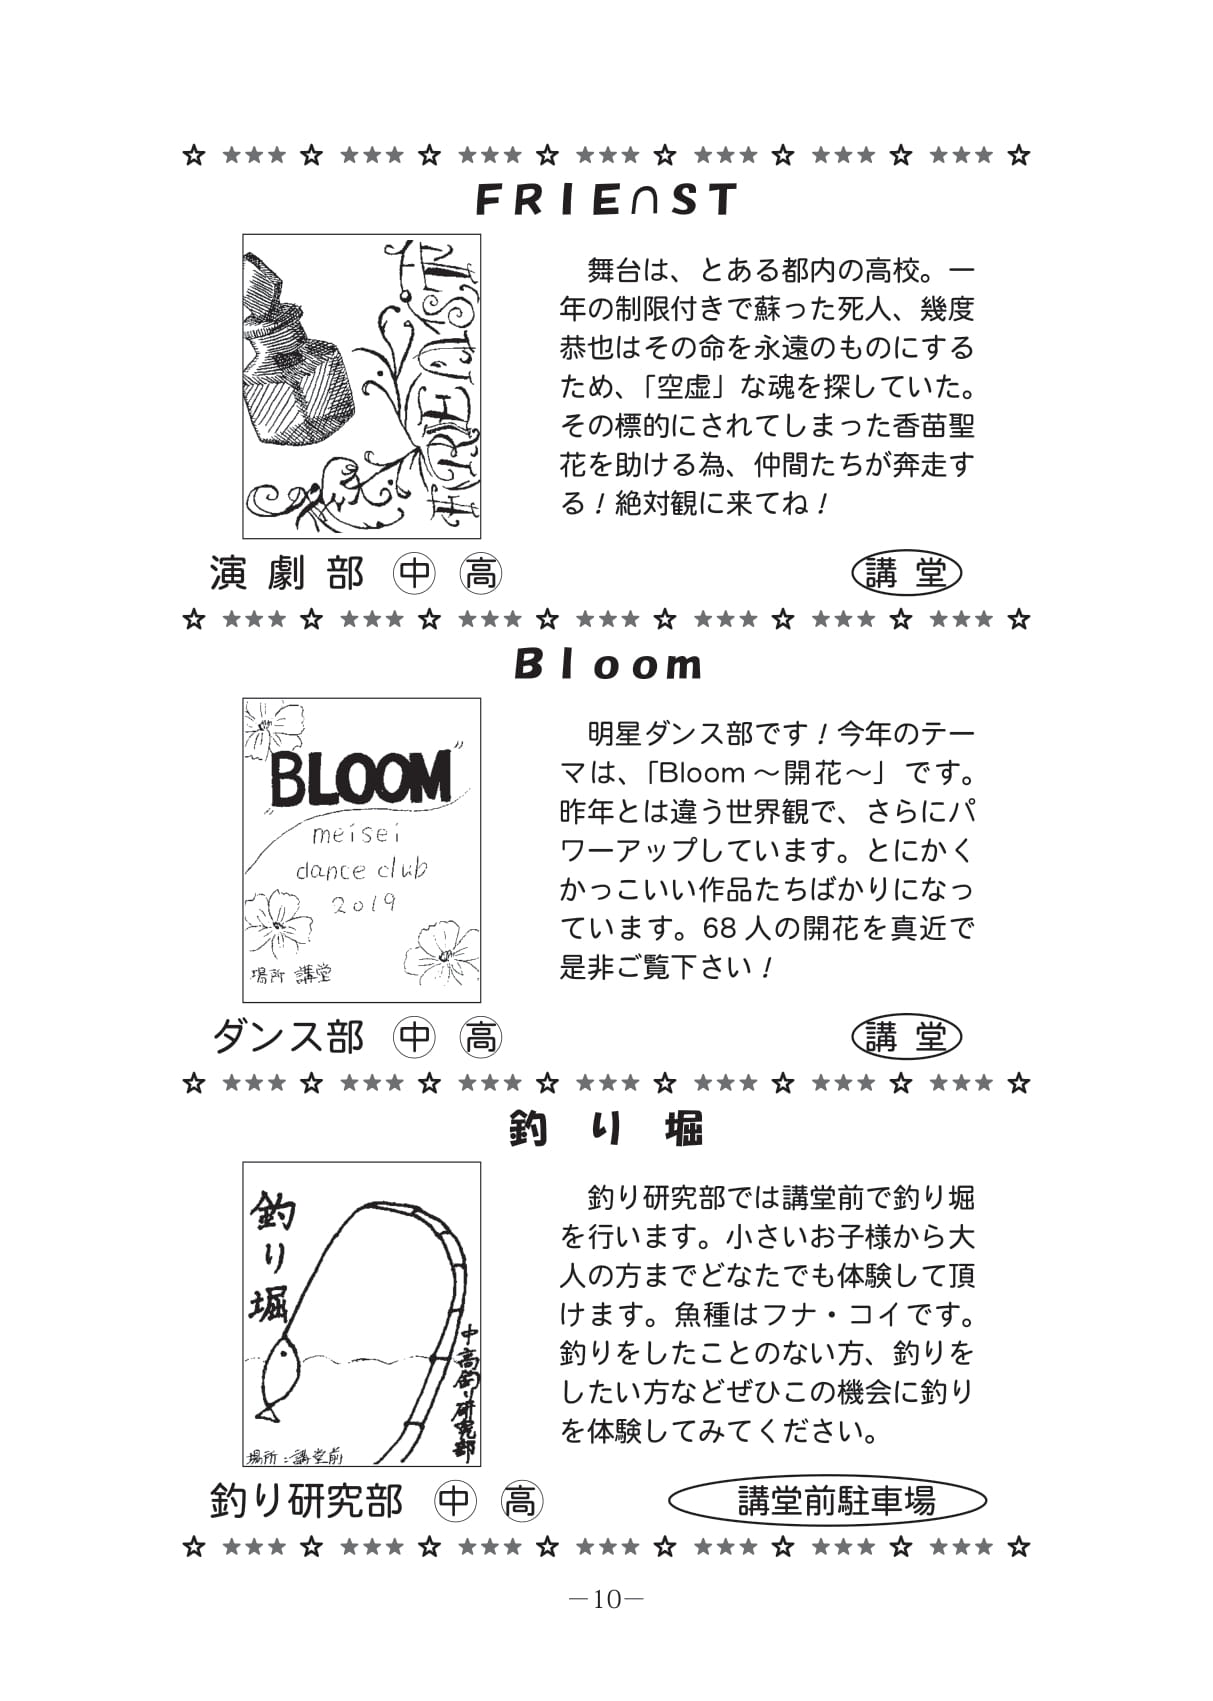 ☆ ★★★ ☆ ★★★ ☆ ★★★ ☆ ★★★ ☆ ★★★ ☆ ★★★ ☆ ★★★ ☆
FRIE∩ST
FRIE∩ST
舞台は、とある都内の高校。一
年の制限付きで蘇った死人、幾度
恭也はその命を永遠のものにする
ため、「空虚」な魂を探していた。
その標的にされてしまった香苗聖
花を助ける為、仲間たちが奔走す
る！絶対観に来てね！
演劇部 ㊥ ㊤高
講堂
☆ ★★★ ☆ ★★★ ☆ ★★★ ☆ ★★★ ☆ ★★★ ☆ ★★★ ☆ ★★★ ☆
Bloom
"BLOOM"
meisei
dance club
2019
場所 講堂
明星ダンス部です！今年のテー
マは、「Bloom～開花～」です。
昨年とは違う世界観で、さらにパ
ワーアップしています。とにかく
かっこいい作品たちばかりになっ
ています。68人の開花を真近で
是非ご覧下さい！
ダンス部 中 高
講堂
☆ ★★★ ☆ ★★★ ☆ ★★★ ☆ ★★★ ☆ ★★★ ☆ ★★★ ☆ ★★★ ☆
釣り堀
釣り堀
中高釣り研究部
場所：講堂前
釣り研究部では講堂前で釣り堀
を行います。小さいお子様から大
人の方までどなたでも体験して頂
けます。魚種はフナ・コイです。
釣りをしたことのない方、釣りを
したい方などぜひこの機会に釣り
を体験してみてください。
釣り研究部 中 高
講堂前駐車場
☆ ★★★ ☆ ★★★ ☆ ★★★ ☆ ★★★ ☆ ★★★ ☆ ★★★ ☆ ★★★ ☆
－10－